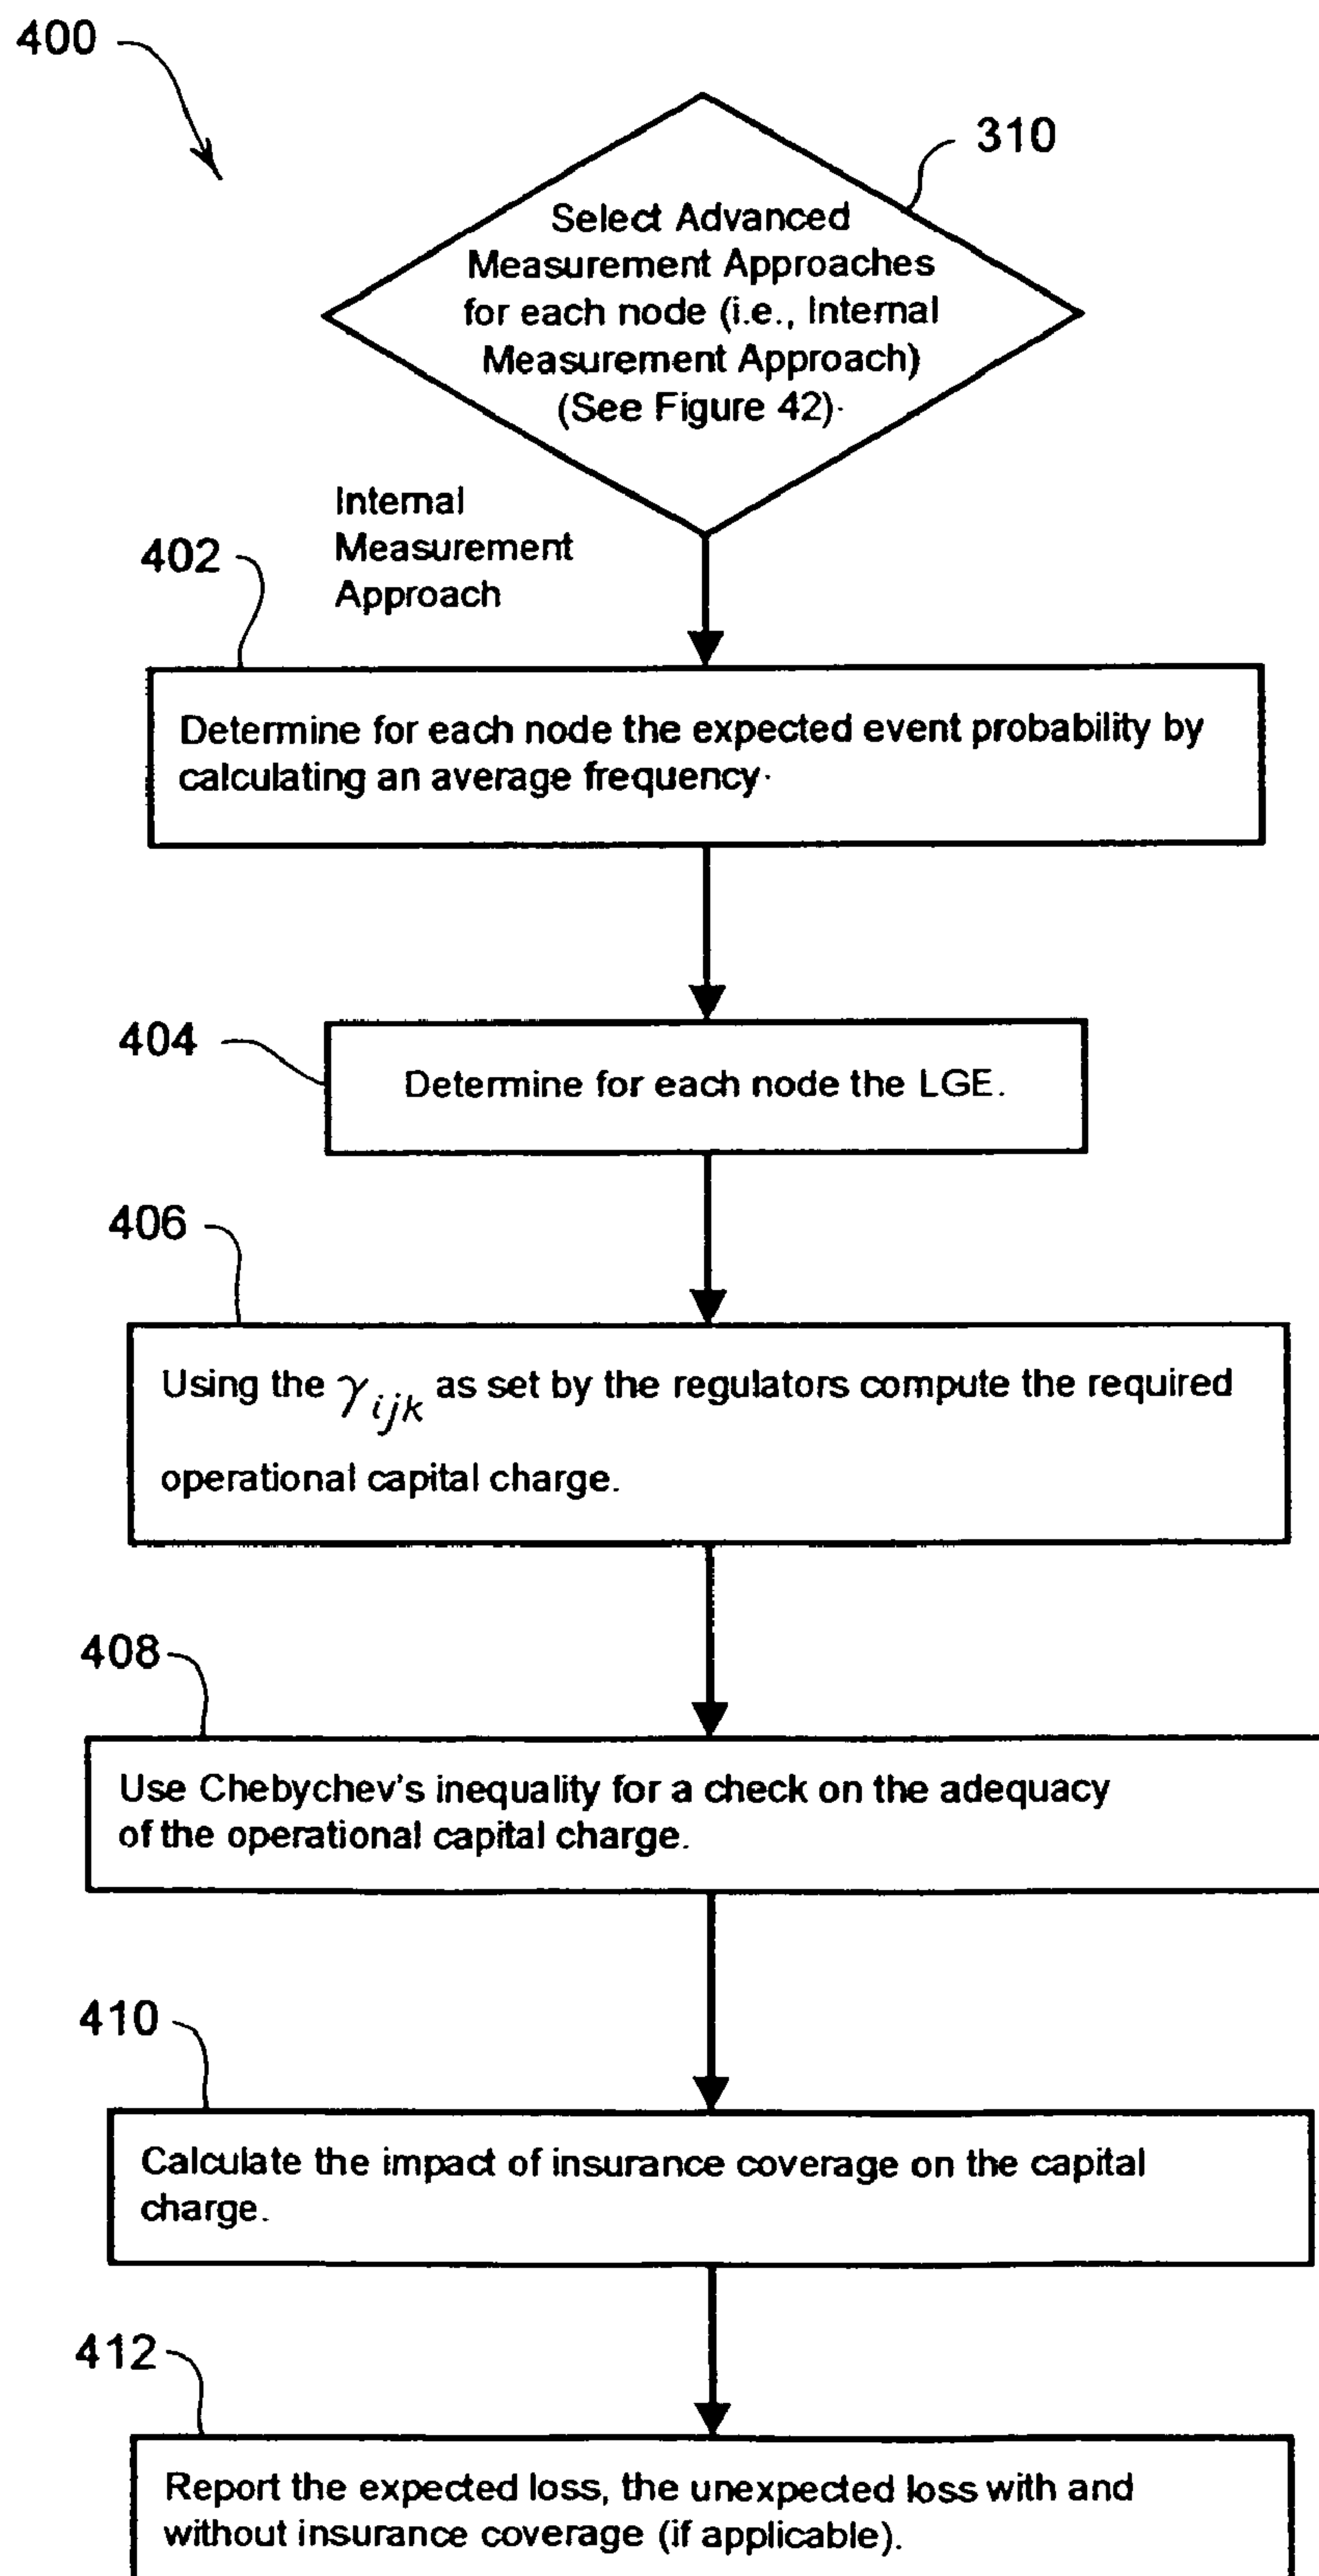 400
310
Select Advanced
Measurement Approaches
for each node (i.e., Internal
Measurement Approach)
(See Figure 42).
Internal
Measurement
Approach
402
Determine for each node the expected event probability by
calculating an average frequency.
404
Determine for each node the LGE.
406
Using the γijk as set by the regulators compute the required
operational capital charge.
408
Use Chebychev's inequality for a check on the adequacy
of the operational capital charge.
410
Calculate the impact of insurance coverage on the capital
charge.
412
Report the expected loss, the unexpected loss with and
without insurance coverage (if applicable).